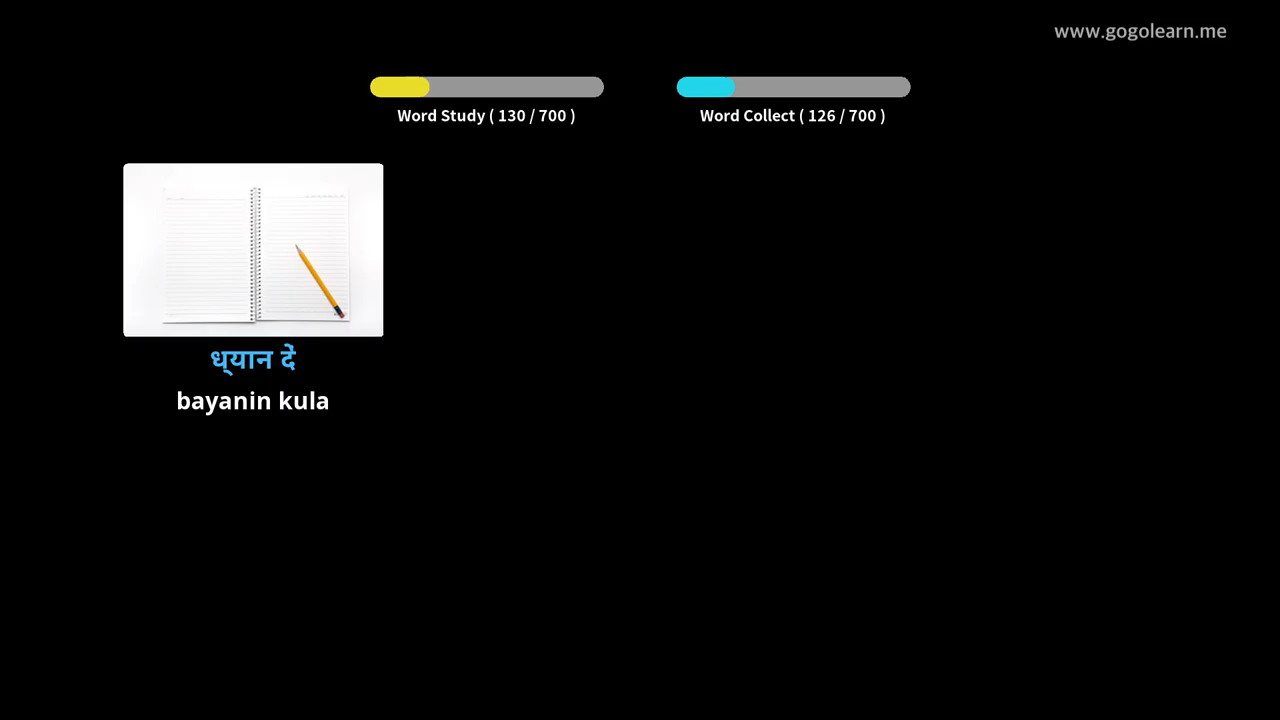 www.gogolearn.me
Word Study ( 130 / 700 )
Word Collect ( 126 / 700 )
ध्यान दें
bayanin kula